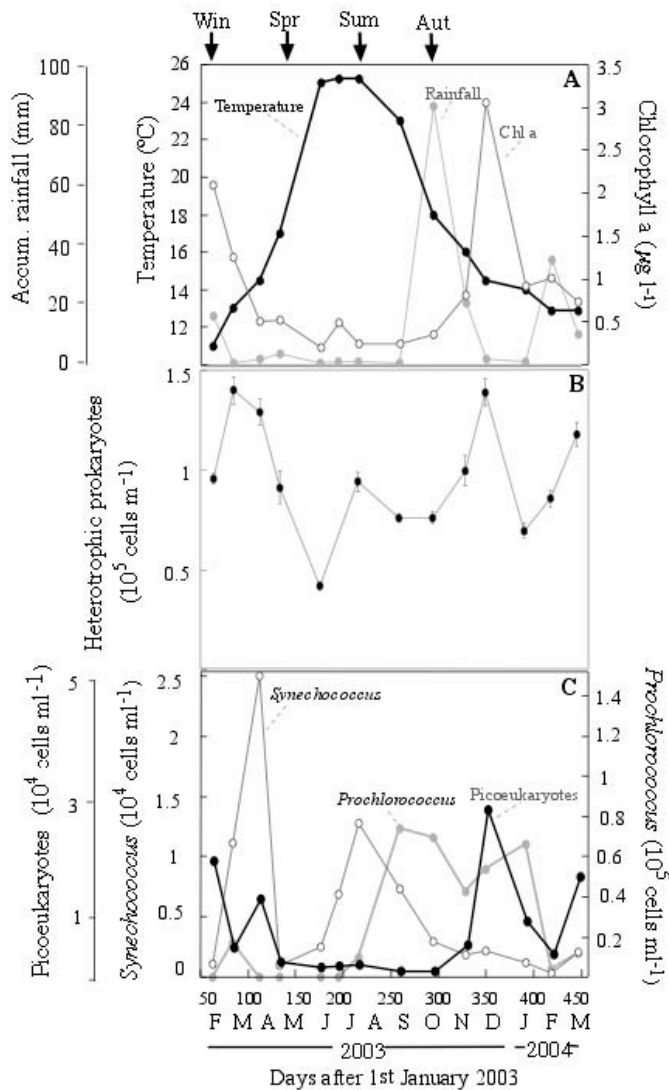 Win Spr Sum Aut
A
Accum. rainfall (mm)
100
80
60
40
20
0
Temperature (ºC)
26
24
22
20
18
16
14
12
Temperature
Rainfall
Chl a
3.5
3
2
1.5
1
0.5
Chlorophyll a (µg l-1)
B
Heterotrophic prokaryotes
(10⁵ cells m-1)
1.5
1
0.5
C
Picoeukaryotes (10⁴ cells ml-1)
5
3
1
Synechococcus (10⁴ cells ml-1)
2.5
2
1.5
1
0.5
0
Synechococcus
Prochlorococcus
Picoeukaryotes
1.4
1.2
1
0.8
0.6
0.4
0.2
Prochlorococcus
(10⁵ cells ml-1)
50 100 150 200 250 300 350 400 450
F M A M J J A S O N D J F M
2003 2004
Days after 1st January 2003